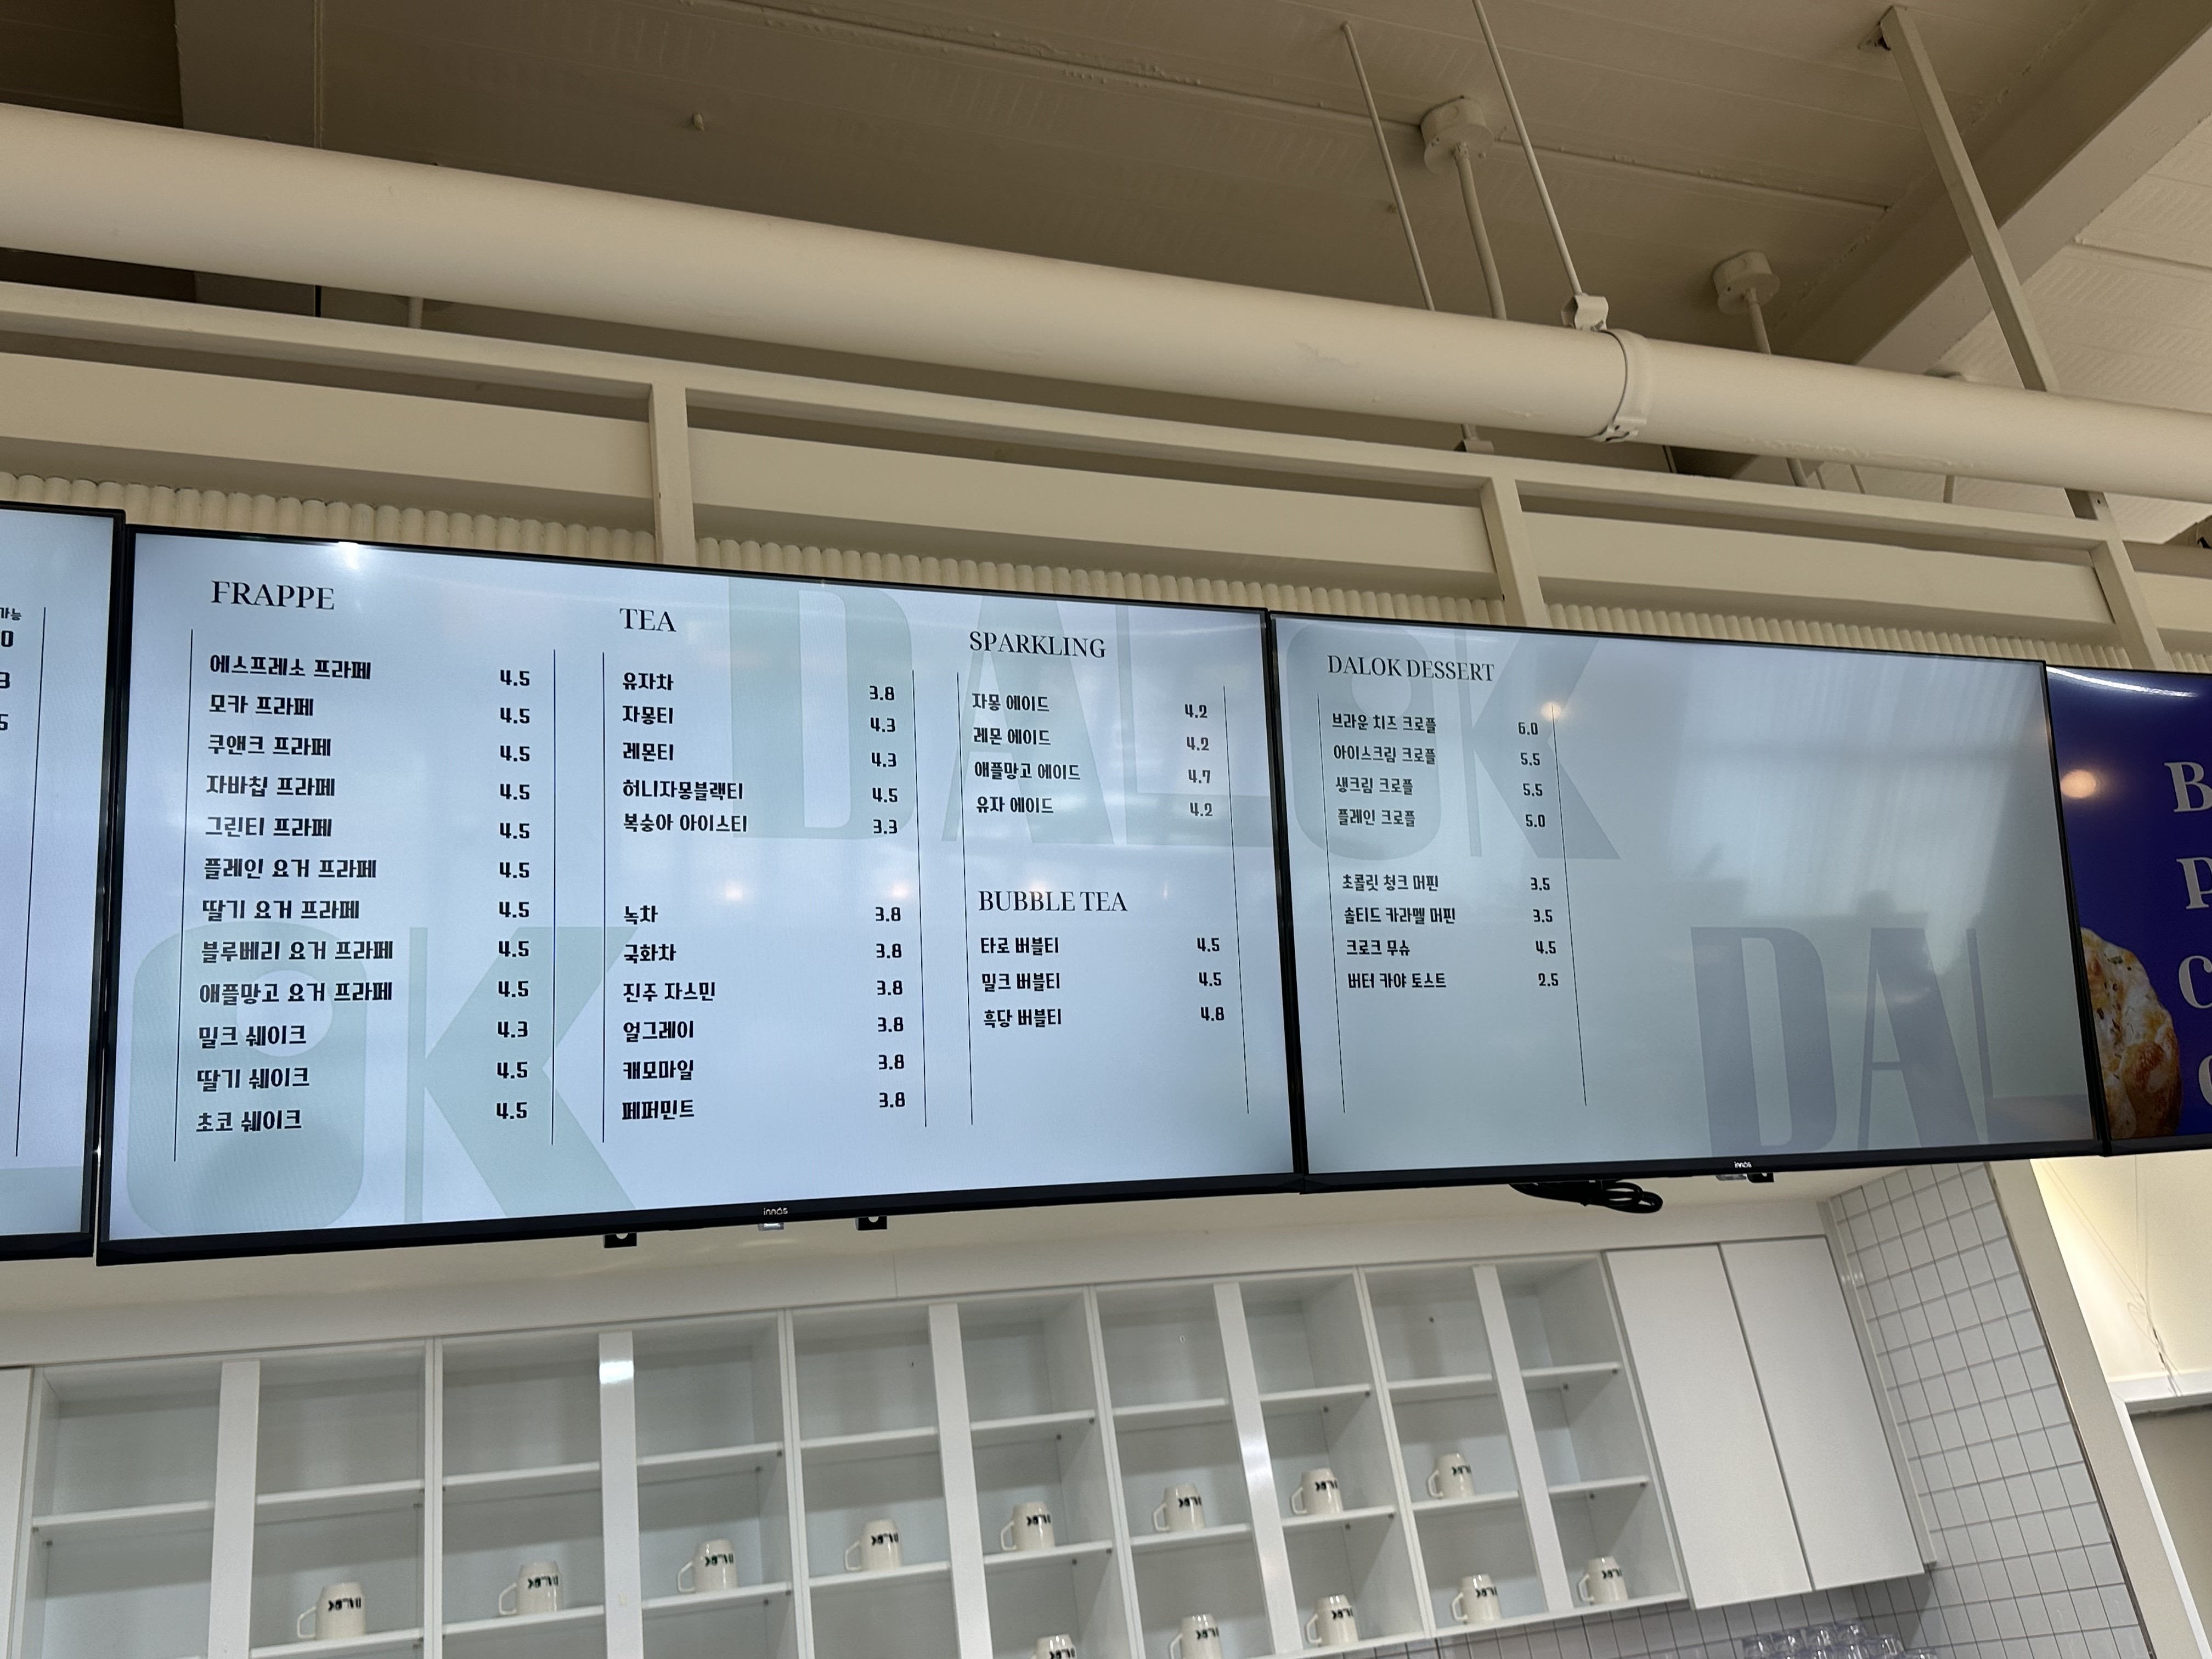 가능
FRAPPE
에스프레소 프라페 4.5
모카 프라페 4.5
쿠앤크 프라페 4.5
자바칩 프라페 4.5
그린티 프라페 4.5
플레인 요거 프라페 4.5
딸기 요거 프라페 4.5
블루베리 요거 프라페 4.5
애플망고 요거 프라페 4.5
밀크 쉐이크 4.3
딸기 쉐이크 4.5
초코 쉐이크 4.5
TEA
유자차 3.8
자몽티 4.3
레몬티 4.3
허니자몽블랙티 4.5
복숭아 아이스티 3.3
녹차 3.8
국화차 3.8
진주 자스민 3.8
얼그레이 3.8
캐모마일 3.8
페퍼민트 3.8
SPARKLING
자몽 에이드 4.2
레몬 에이드 4.2
애플망고 에이드 4.7
유자 에이드 4.2
BUBBLE TEA
타로 버블티 4.5
밀크 버블티 4.5
흑당 버블티 4.8
DALOK
OK
innos
DALOK DESSERT
브라운 치즈 크로플 6.0
아이스크림 크로플 5.5
생크림 크로플 5.5
플레인 크로플 5.0
초콜릿 청크 머핀 3.5
솔티드 카라멜 머핀 3.5
크로크 무슈 4.5
버터 카야 토스트 2.5
DAL
innos
B
P
C